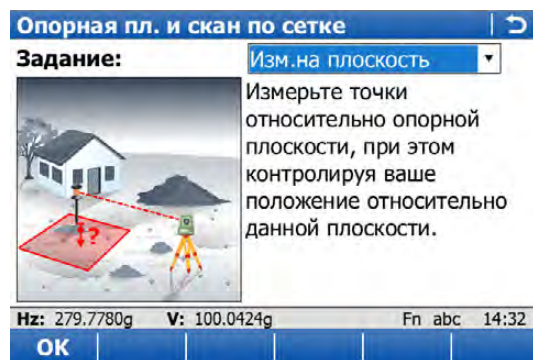 Опорная пл. и скан по сетке
Задание:
Изм.на плоскость
Измерьте точки
относительно опорной
плоскости, при этом
контролируя ваше
положение относительно
данной плоскости.
?
Hz: 279.7780g V: 100.0424g Fn abc 14:32
OK